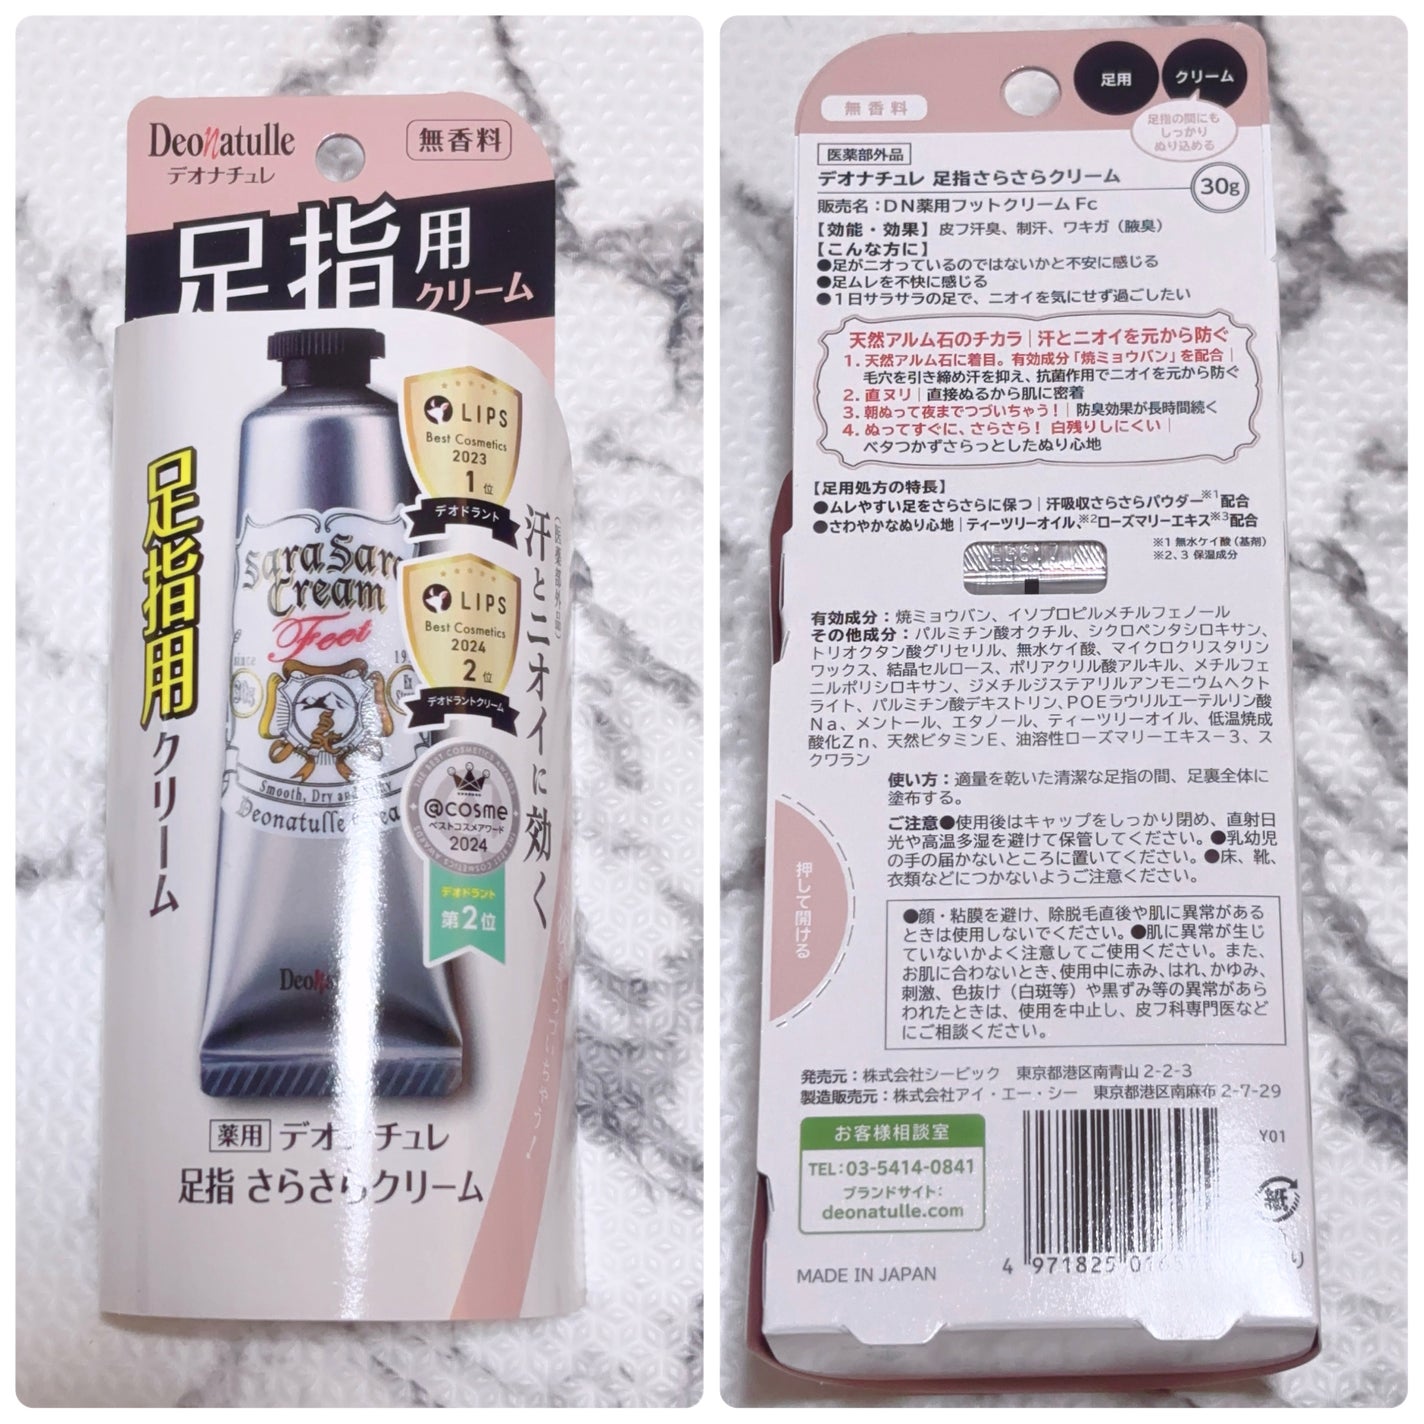 Deonatulle
デオナチュレ
無香料
足指用
クリーム
足指用クリーム
sara sara
Cream
Feet
since
Smooth, Dry and
LIPS
Best Cosmetics
2023
1位
デオドラント
LIPS
Best Cosmetics
2024
2位
デオドラントクリーム
@cosme
ベストコスメアワード
2024
デオドラント
第2位
(医薬部外品)
汗とニオイに効く
薬用 デオナチュレ
足指 さらさらクリーム
足用
クリーム
足指の間にも
しっかり
ぬり込める
無香料
医薬部外品
デオナチュレ 足指さらさらクリーム
30g
販売名：DN薬用フットクリーム Fc
【効能・効果】皮フ汗臭、制汗、ワキガ（腋臭）
【こんな方に】
●足がニオっているのではないかと不安に感じる
●足ムレを不快に感じる
●1日サラサラの足で、ニオイを気にせず過ごしたい
天然アルム石のチカラ｜汗とニオイを元から防ぐ
1. 天然アルム石に着目。有効成分「焼ミョウバン」を配合｜
毛穴を引き締め汗を抑え、抗菌作用でニオイを元から防ぐ
2. 直ヌリ｜直接ぬるから肌に密着
3. 朝ぬって夜までつづいちゃう！｜防臭効果が長時間続く
4. ぬってすぐに、さらさら！ 白残りしにくい｜
ベタつかずさらっとしたぬり心地
【足用処方の特長】
●ムレやすい足をさらさらに保つ｜汗吸収さらさらパウダー※1配合
●さわやかなぬり心地｜ティーツリーオイル、※2ローズマリーエキス※3配合
※1 無水ケイ酸（基剤）
※2、3 保湿成分
有効成分：焼ミョウバン、イソプロピルメチルフェノール
その他成分：パルミチン酸オクチル、シクロペンタシロキサン、
トリオクタン酸グリセリル、無水ケイ酸、マイクロクリスタリン
ワックス、結晶セルロース、ポリアクリル酸アルキル、メチルフェ
ニルポリシロキサン、ジメチルジステアリルアンモニウムヘクト
ライト、パルミチン酸デキストリン、POEラウリルエーテルリン酸
Na、メントール、エタノール、ティーツリーオイル、低温焼成
酸化Zn、天然ビタミンE、油溶性ローズマリーエキス－3、ス
クワラン
使い方：適量を乾いた清潔な足指の間、足裏全体に
塗布する。
ご注意●使用後はキャップをしっかり閉め、直射日
光や高温多湿を避けて保管してください。●乳幼児
の手の届かないところに置いてください。●床、靴、
衣類などにつかないようご注意ください。
押して開ける
●顔・粘膜を避け、除脱毛直後や肌に異常がある
ときは使用しないでください。●肌に異常が生じ
ていないかよく注意してご使用ください。また、
お肌に合わないとき、使用中に赤み、はれ、かゆみ、
刺激、色抜け（白斑等）や黒ずみ等の異常があら
われたときは、使用を中止し、皮フ科専門医など
にご相談ください。
発売元：株式会社シービック 東京都港区南青山 2-2-3
製造販売元：株式会社アイ・エー・シー 東京都港区南麻布 2-7-29
お客様相談室
TEL：03-5414-0841
ブランドサイト：
deonatulle.com
Y01
紙
MADE IN JAPAN
4 971825